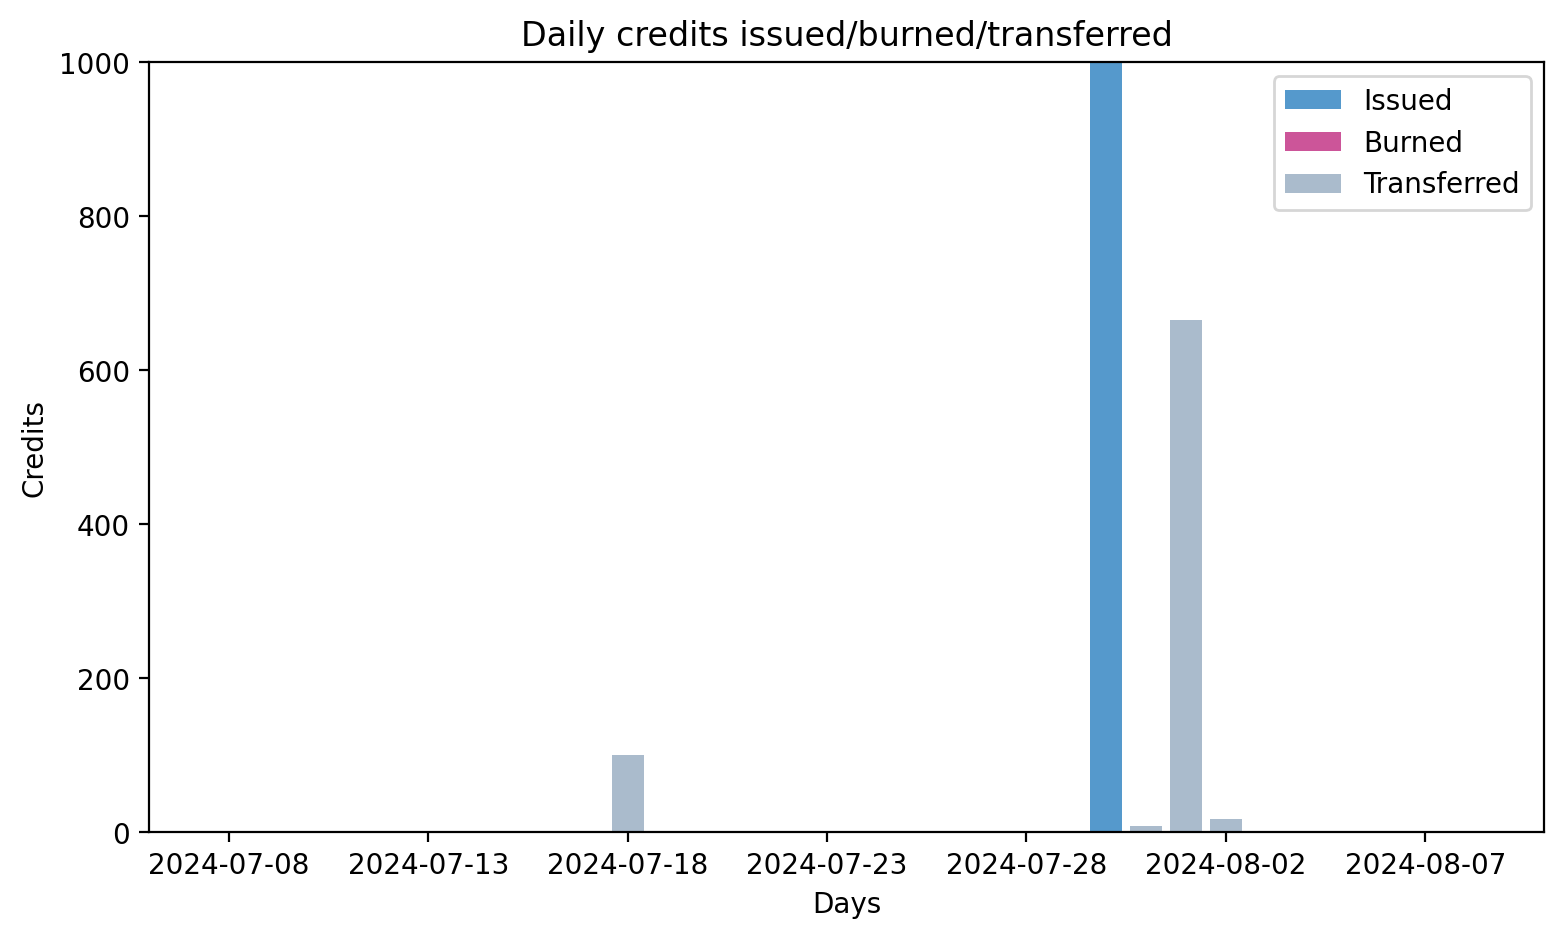 Daily credits issued/burned/transferred
1000
800
600
400
200
0
Credits
Issued
Burned
Transferred
2024-07-08 2024-07-13 2024-07-18 2024-07-23 2024-07-28 2024-08-02 2024-08-07
Days